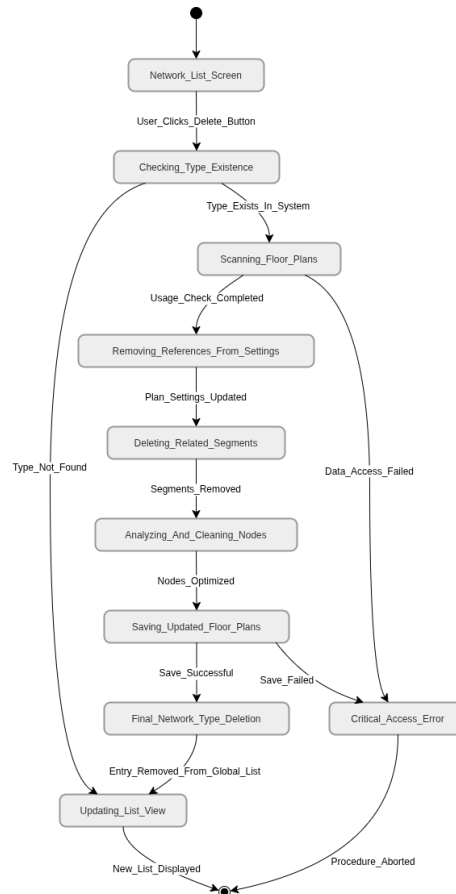 Network_List_Screen
User_Clicks_Delete_Button
Checking_Type_Existence
Type_Exists_In_System
Scanning_Floor_Plans
Usage_Check_Completed
Removing_References_From_Settings
Plan_Settings_Updated
Deleting_Related_Segments
Type_Not_Found
Data_Access_Failed
Segments_Removed
Analyzing_And_Cleaning_Nodes
Nodes_Optimized
Saving_Updated_Floor_Plans
Save_Successful
Save_Failed
Final_Network_Type_Deletion
Critical_Access_Error
Entry_Removed_From_Global_List
Updating_List_View
Procedure_Aborted
New_List_Displayed